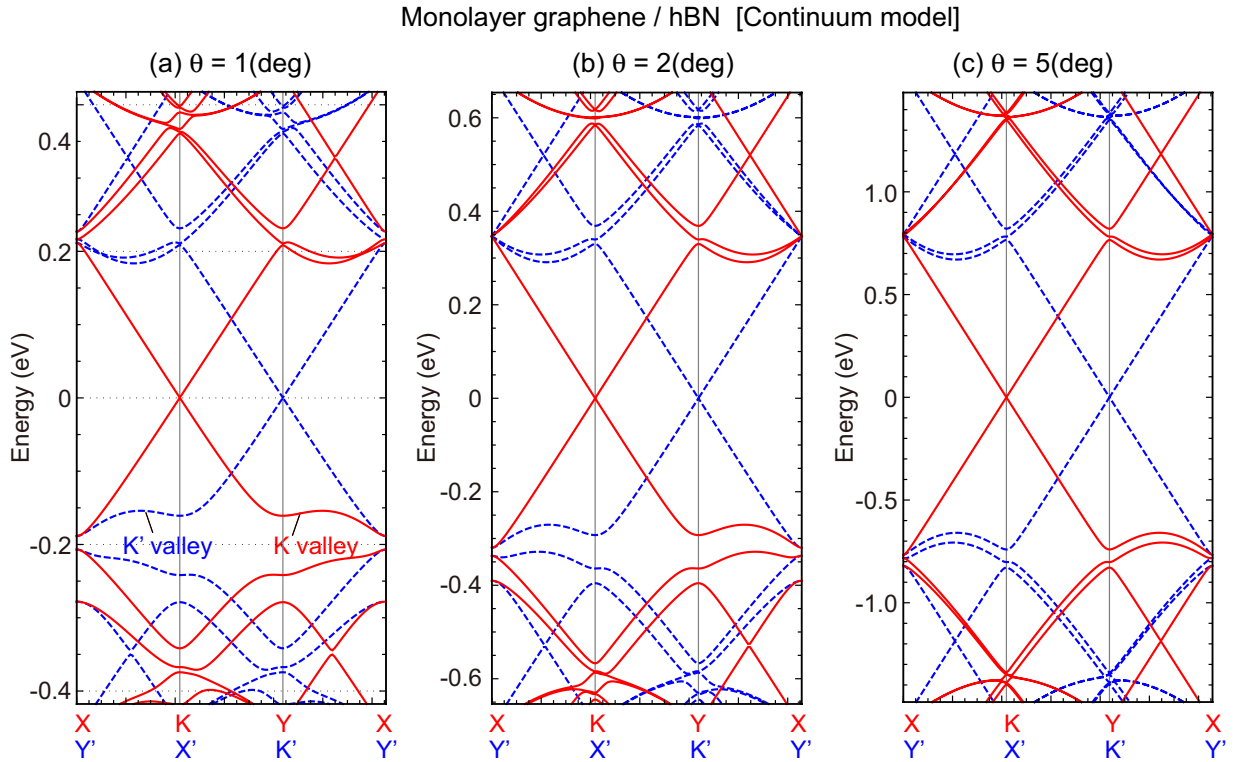 Monolayer graphene / hBN [Continuum model]
(a) θ = 1(deg)
(b) θ = 2(deg)
(c) θ = 5(deg)
Energy (eV)
0.4
0.2
0
-0.2
-0.4
K' valley
K valley
X K Y X
Y' X' K' Y'
Energy (eV)
0.6
0.4
0.2
0
-0.2
-0.4
-0.6
X K Y X
Y' X' K' Y'
Energy (eV)
1.0
0.5
0
-0.5
-1.0
X K Y X
Y' X' K' Y'